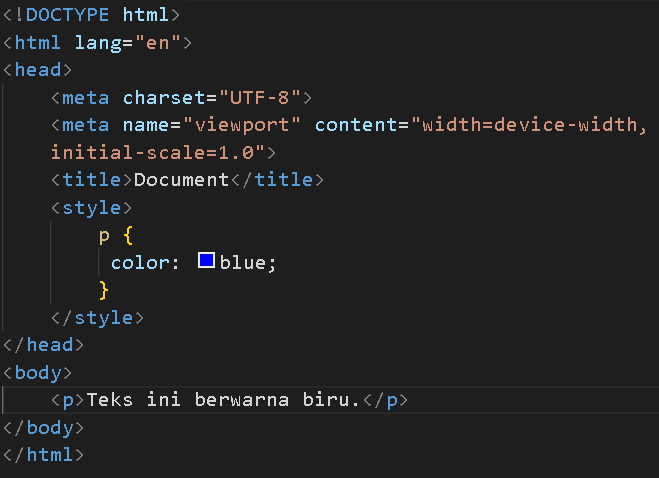 <!DOCTYPE html>
<html lang="en">
<head>
    <meta charset="UTF-8">
    <meta name="viewport" content="width=device-width,
    initial-scale=1.0">
    <title>Document</title>
    <style>
        p {
         color: blue;
        }
    </style>
</head>
<body>
    <p>Teks ini berwarna biru.</p>
</body>
</html>